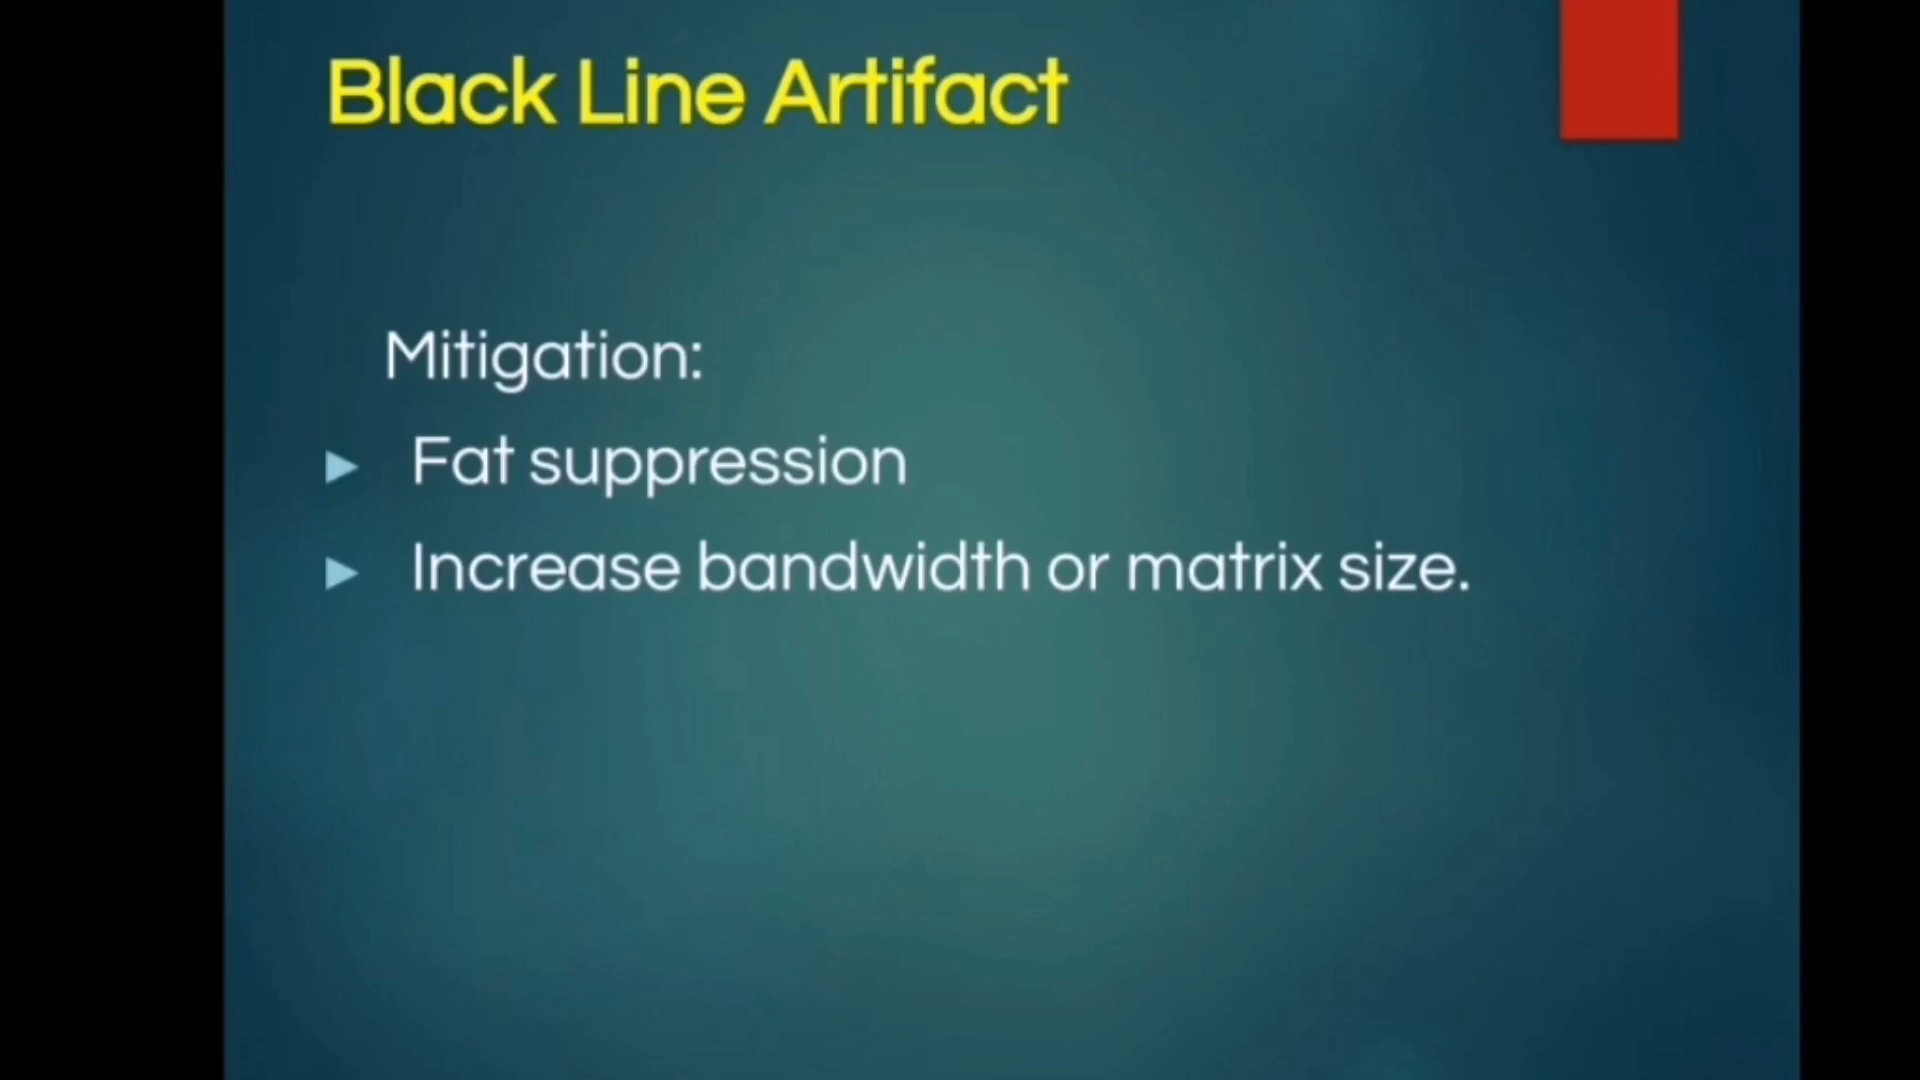 Black Line Artifact
Mitigation:
Fat suppression
Increase bandwidth or matrix size.